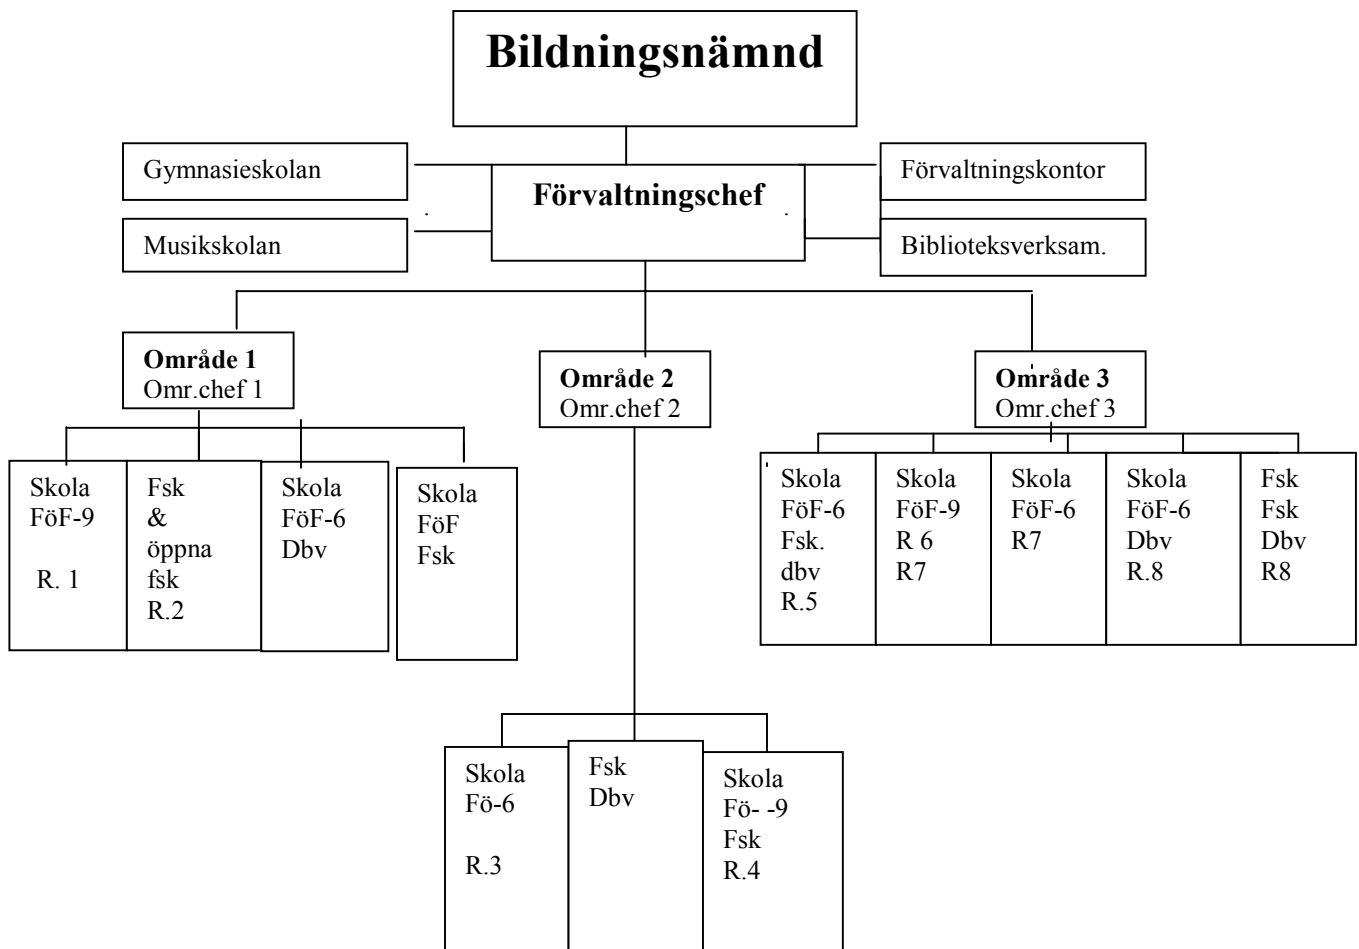 Bildningsnämnd
Gymnasieskolan
Förvaltningskontor
Förvaltningschef
Musikskolan
Biblioteksverksam.
Område 1
Omr.chef 1
Område 2
Omr.chef 2
Område 3
Omr.chef 3
Skola
FöF-9
R. 1
Fsk
&
öppna
fsk
R.2
Skola
FöF-6
Dbv
Skola
FöF
Fsk
Skola
FöF-6
Fsk.
dbv
R.5
Skola
FöF-9
R 6
R7
Skola
FöF-6
R7
Skola
FöF-6
Dbv
R.8
Fsk
Fsk
Dbv
R8
Skola
Fö-6
R.3
Fsk
Dbv
Skola
Fö- -9
Fsk
R.4